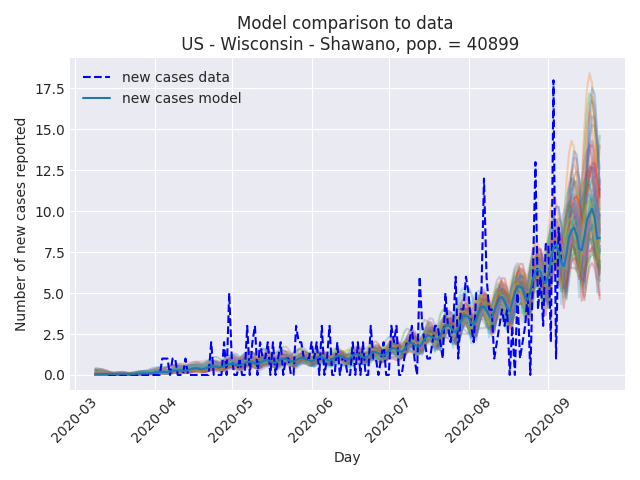 Model comparison to data
US - Wisconsin - Shawano, pop. = 40899
new cases data
new cases model
Number of new cases reported
17.5
15.0
12.5
10.0
7.5
5.0
2.5
0.0
2020-03
2020-04
2020-05
2020-06
2020-07
2020-08
2020-09
Day